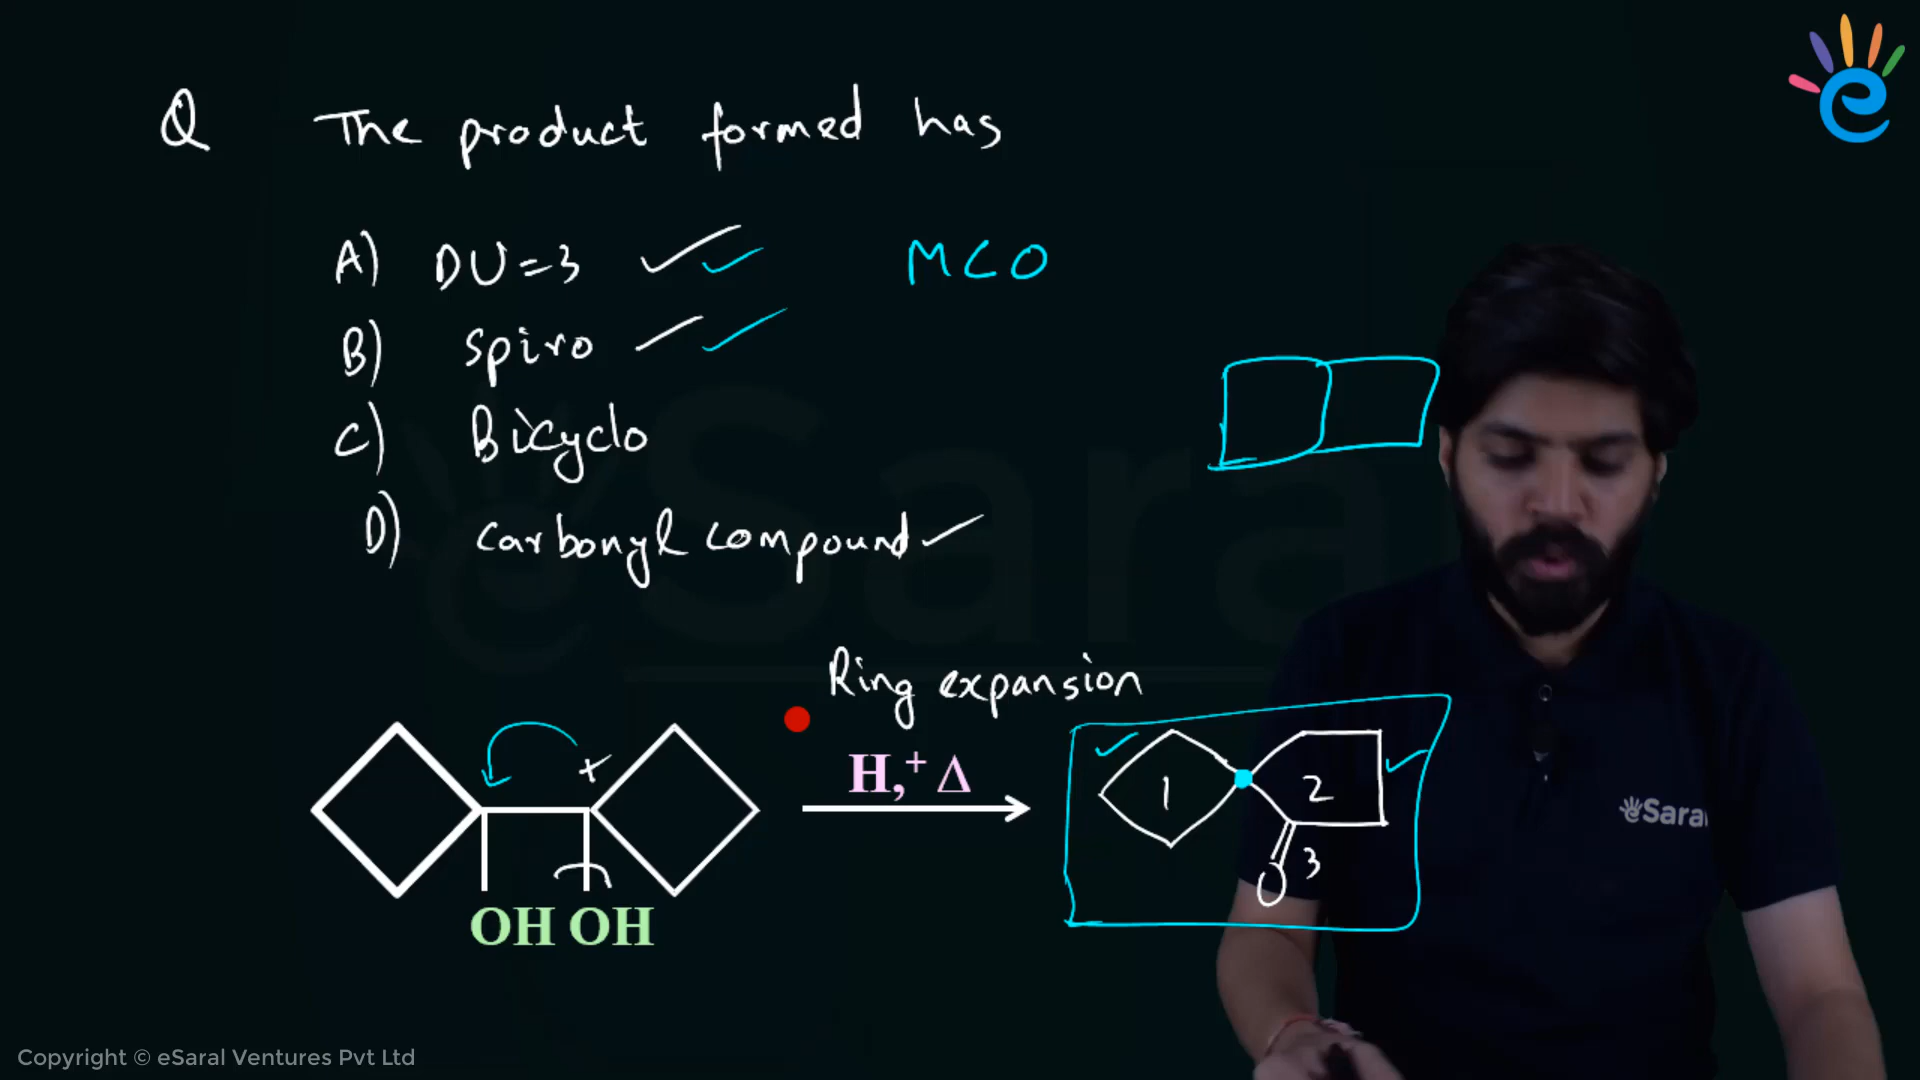 Q The product formed has
A) DU=3 MCO
B) Spiro
C) Bicyclo
D) Carbonyl compound
Ring expansion
H,+ Δ
+
1 2
3
O
OH OH
eSaral
eSaral
Copyright © eSaral Ventures Pvt Ltd